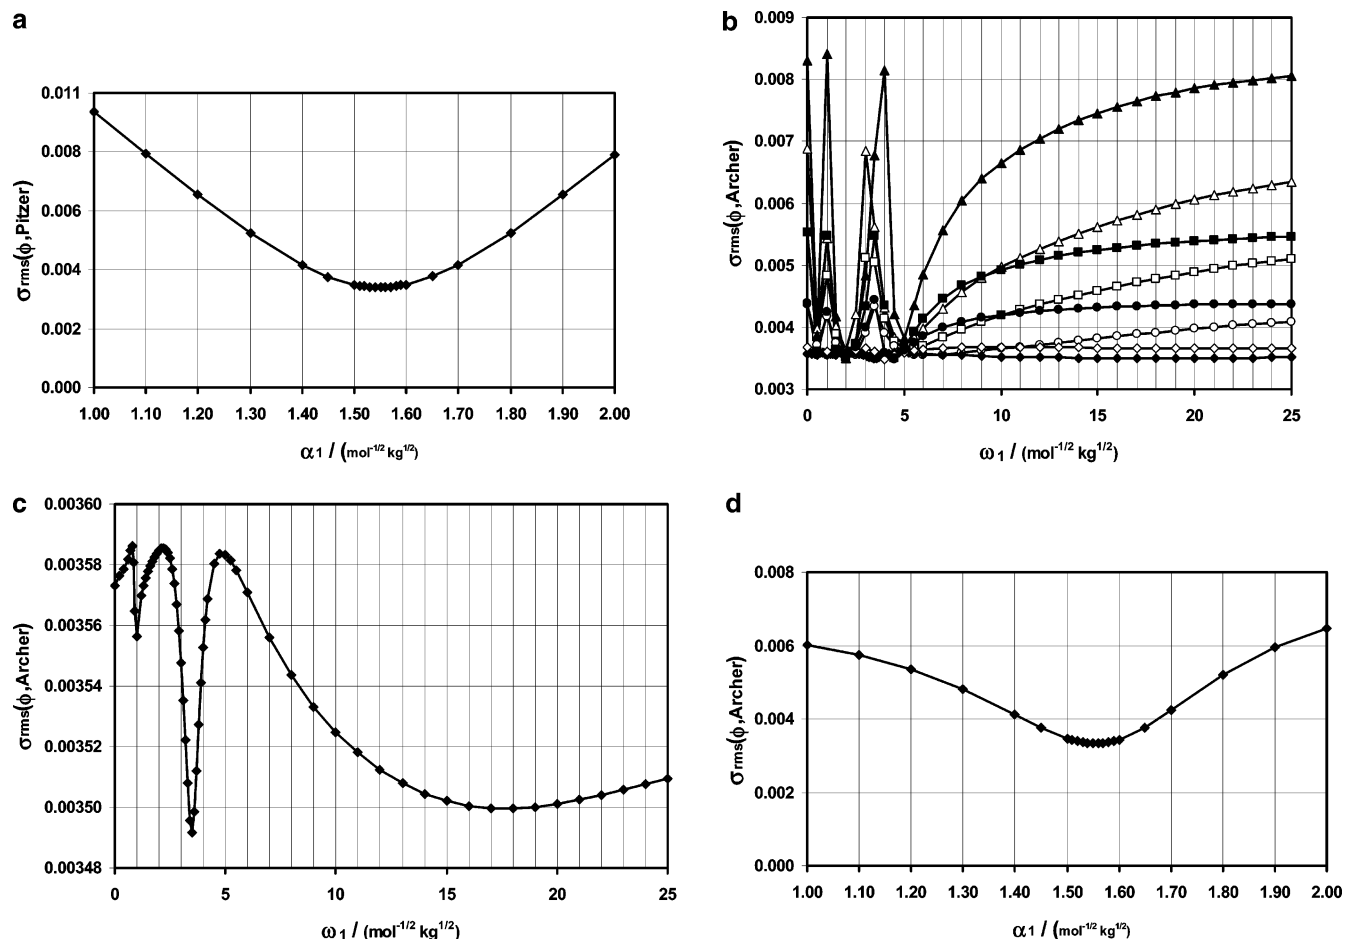 a
0.011
0.008
0.006
0.004
0.002
0.000
σrms(ϕ,Pitzer)
1.00 1.10 1.20 1.30 1.40 1.50 1.60 1.70 1.80 1.90 2.00
α1 / (mol-1/2 kg1/2)
b
0.009
0.008
0.007
0.006
0.005
0.004
0.003
σrms(ϕ,Archer)
0 5 10 15 20 25
ω1 / (mol-1/2 kg1/2)
c
0.00360
0.00358
0.00356
0.00354
0.00352
0.00350
0.00348
σrms(ϕ,Archer)
0 5 10 15 20 25
ω1 / (mol-1/2 kg1/2)
d
0.008
0.006
0.004
0.002
0.000
σrms(ϕ,Archer)
1.00 1.10 1.20 1.30 1.40 1.50 1.60 1.70 1.80 1.90 2.00
α1 / (mol-1/2 kg1/2)